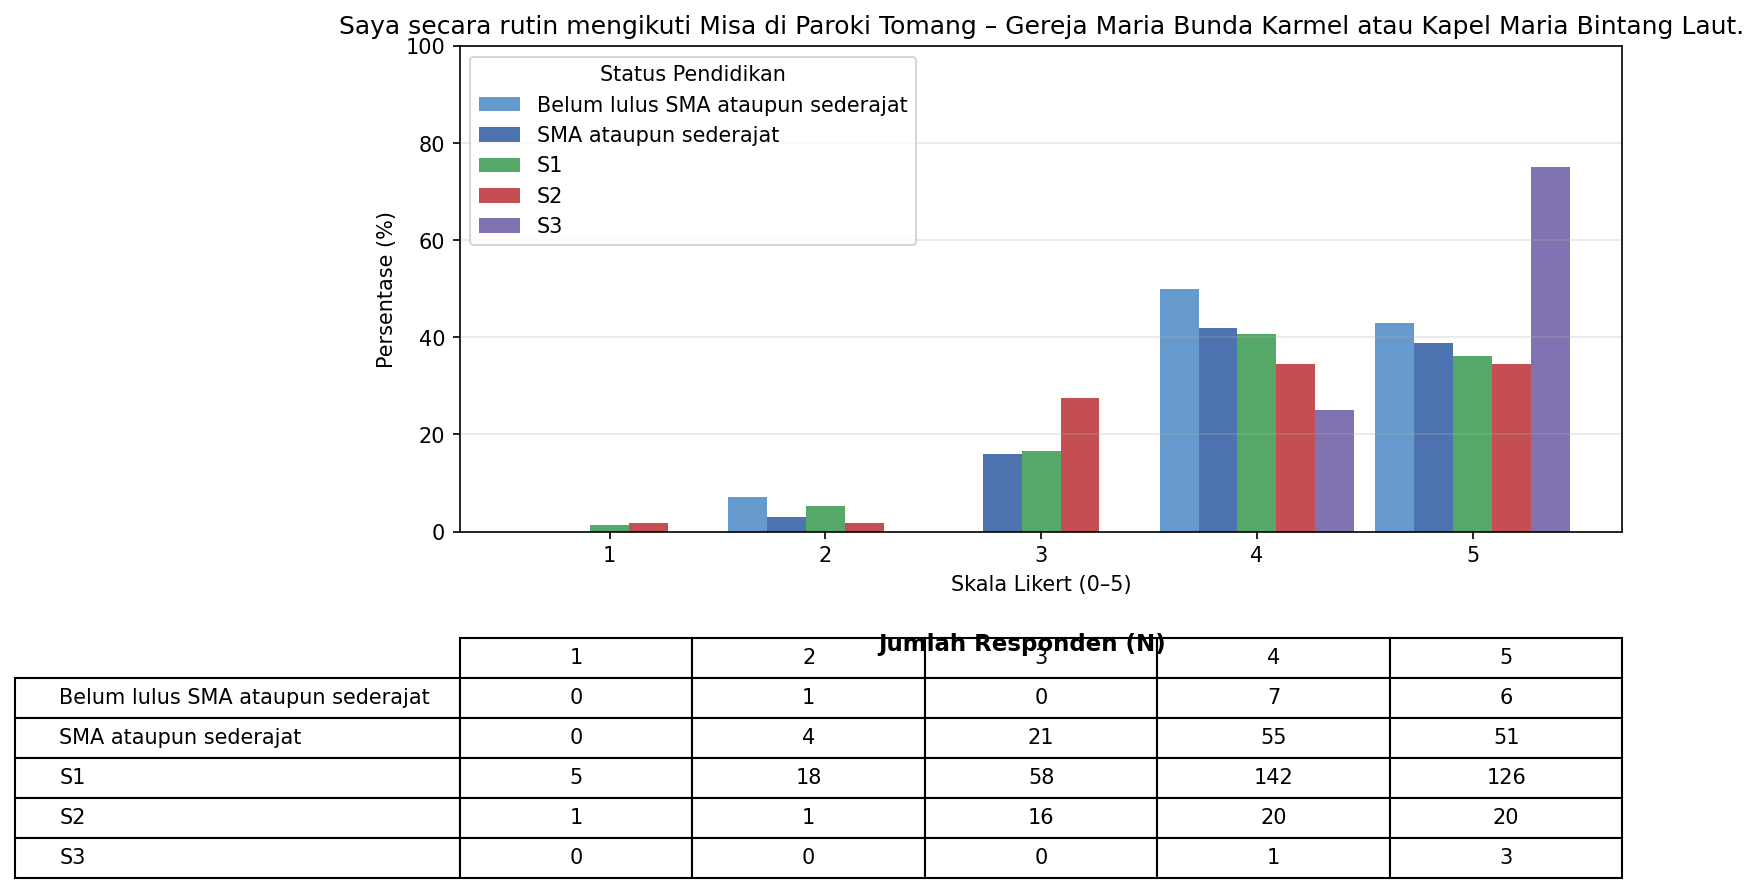 Saya secara rutin mengikuti Misa di Paroki Tomang – Gereja Maria Bunda Karmel atau Kapel Maria Bintang Laut.
Status Pendidikan
Belum lulus SMA ataupun sederajat
SMA ataupun sederajat
S1
S2
S3
Persentase (%)
100
80
60
40
20
0
1 2 3 4 5
Skala Likert (0–5)
Jumlah Responden (N)
1 2 3 4 5
Belum lulus SMA ataupun sederajat 0 1 0 7 6
SMA ataupun sederajat 0 4 21 55 51
S1 5 18 58 142 126
S2 1 1 16 20 20
S3 0 0 0 1 3